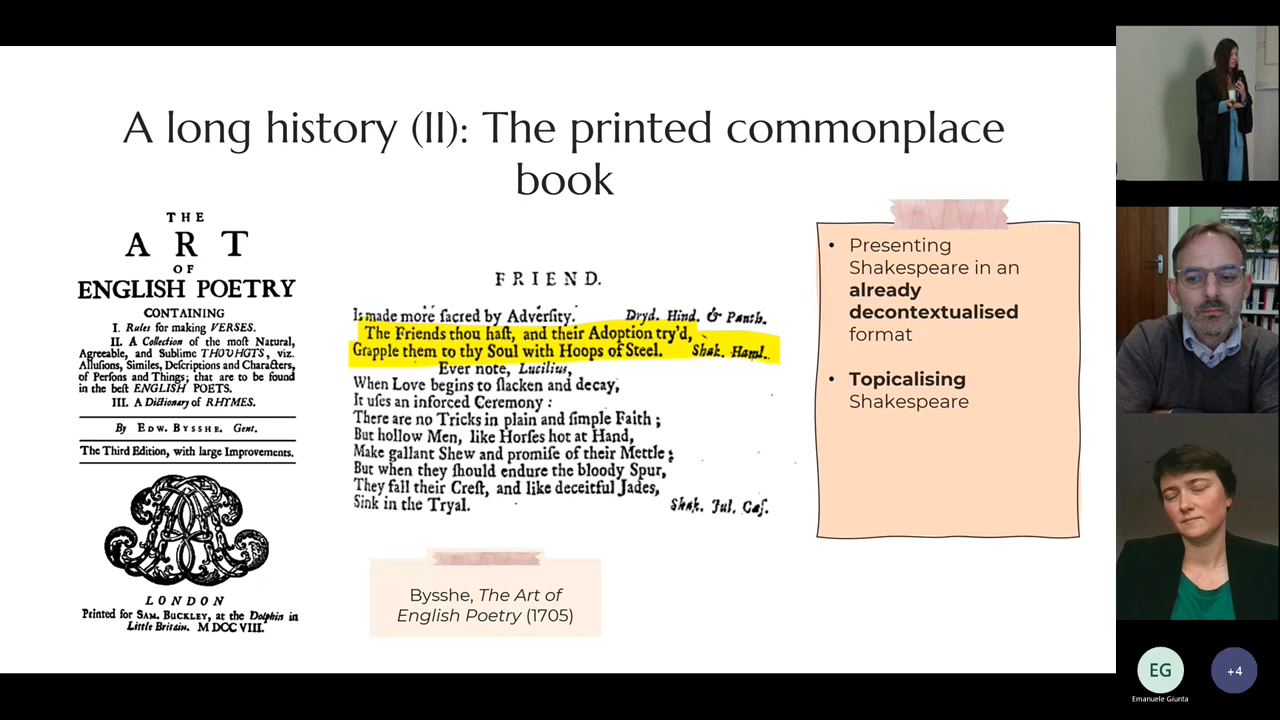 A long history (II): The printed commonplace
book
THE
ART
OF
ENGLISH POETRY
CONTAINING
I. Rules for making VERSES.
II. A Collection of the moſt Natural,
Agreeable, and Sublime THOVHGTS, viz.
Alluſions, Similes, Deſcriptions and Characters,
of Perſons and Things; that are to be found
in the beſt ENGLISH POETS.
III. A Dictionary of RHYMES.
By EDW. BYSSHE. Gent.
The Third Edition, with large Improvements.
LONDON
Printed for SAM. BUCKLEY, at the Dolphin in
Little Britain. MDCCVIII.
FRIEND.
Is made more ſacred by Adverſity. Dryd. Hind. & Panth.
The Friends thou haſt, and their Adoption try'd,
Grapple them to thy Soul with Hoops of Steel. Shak. Haml.
Ever note, Lucilius,
When Love begins to ſlacken and decay,
It uſes an inforced Ceremony :
There are no Tricks in plain and ſimple Faith ;
But hollow Men, like Horſes hot at Hand,
Make gallant Shew and promiſe of their Mettle ;
But when they ſhould endure the bloody Spur,
They fall their Creſt, and like deceitful Jades,
Sink in the Tryal. Shak. Jul. Cæſ.
Bysshe, The Art of
English Poetry (1705)
• Presenting
Shakespeare in an
already
decontextualised
format
• Topicalising
Shakespeare
EG
Emanuele Giunta
+4